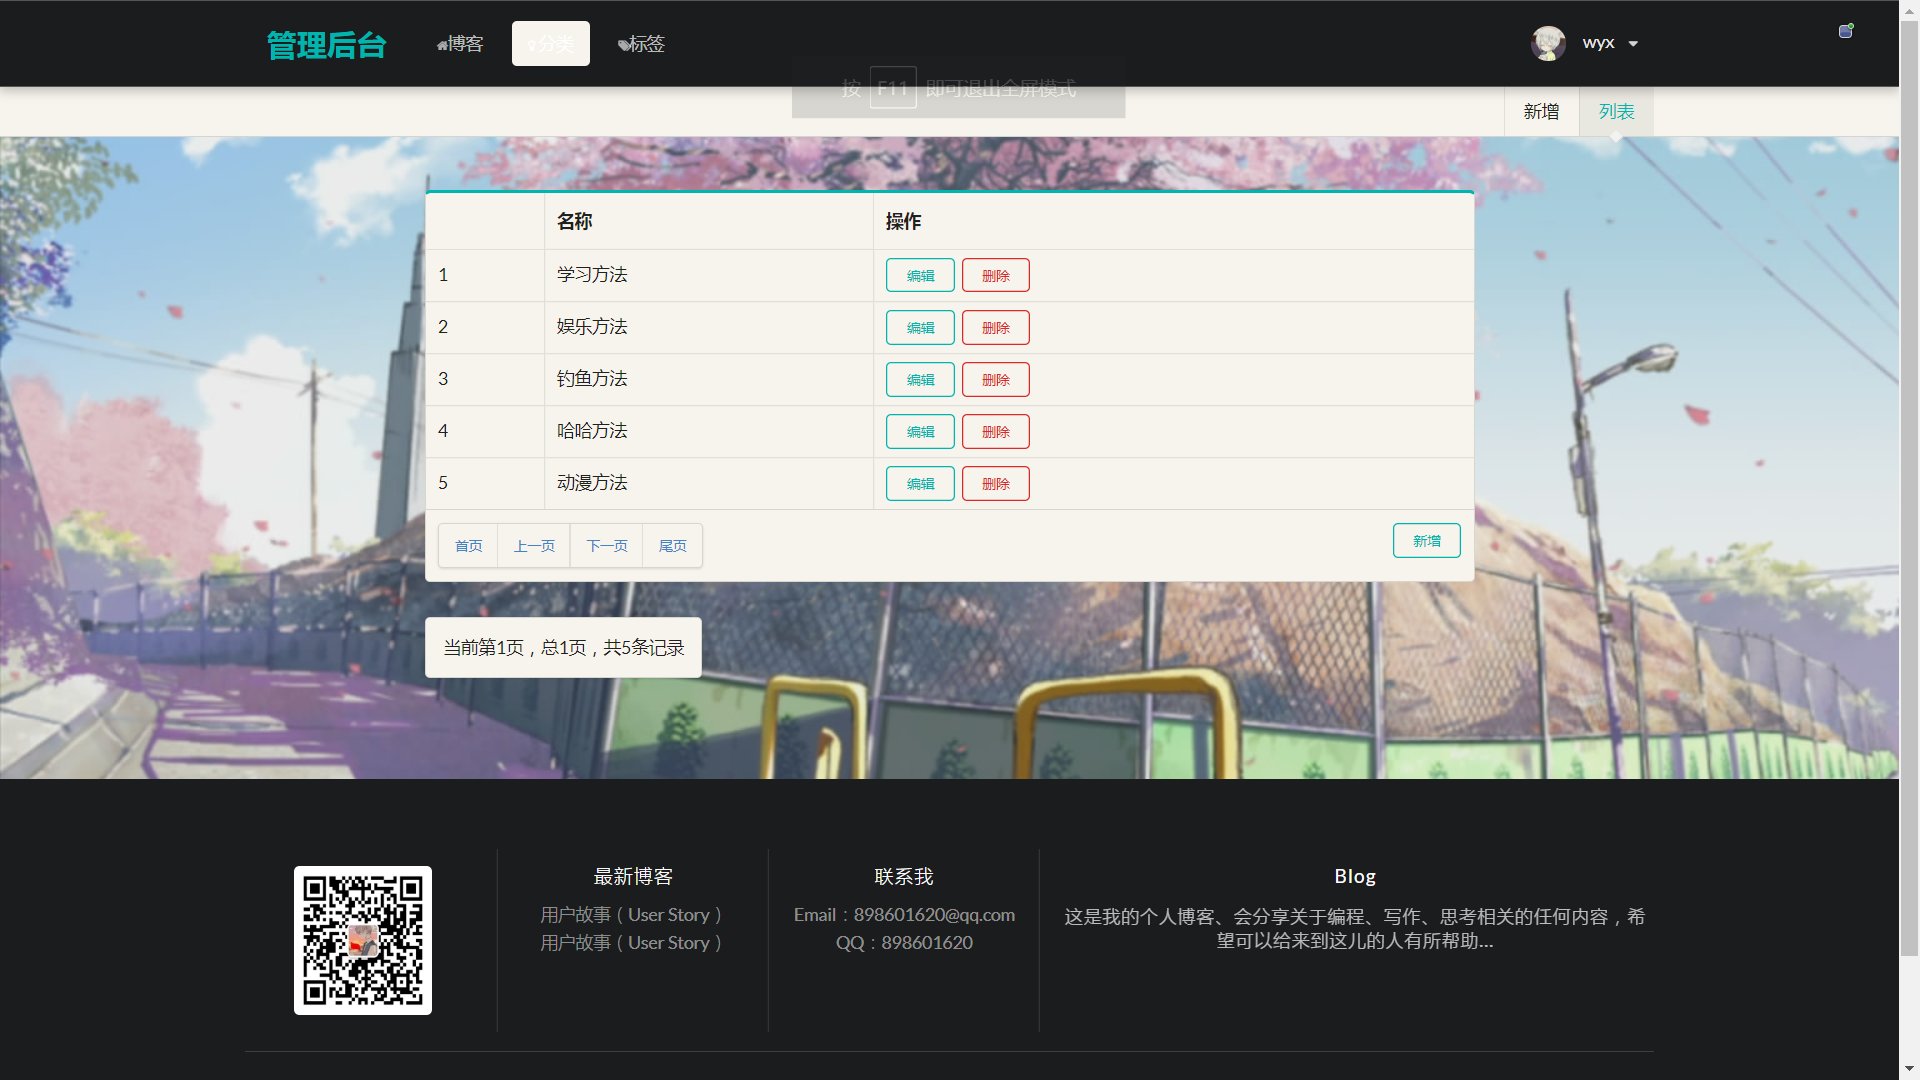 管理后台
博客
分类
标签
wyx
按 F11 即可退出全屏模式
新增
列表
名称 操作
1 学习方法 编辑 删除
2 娱乐方法 编辑 删除
3 钓鱼方法 编辑 删除
4 哈哈方法 编辑 删除
5 动漫方法 编辑 删除
首页 上一页 下一页 尾页 新增
当前第1页，总1页，共5条记录
最新博客
用户故事（User Story）
用户故事（User Story）
联系我
Email：898601620@qq.com
QQ：898601620
Blog
这是我的个人博客、会分享关于编程、写作、思考相关的任何内容，希
望可以给来到这儿的人有所帮助...